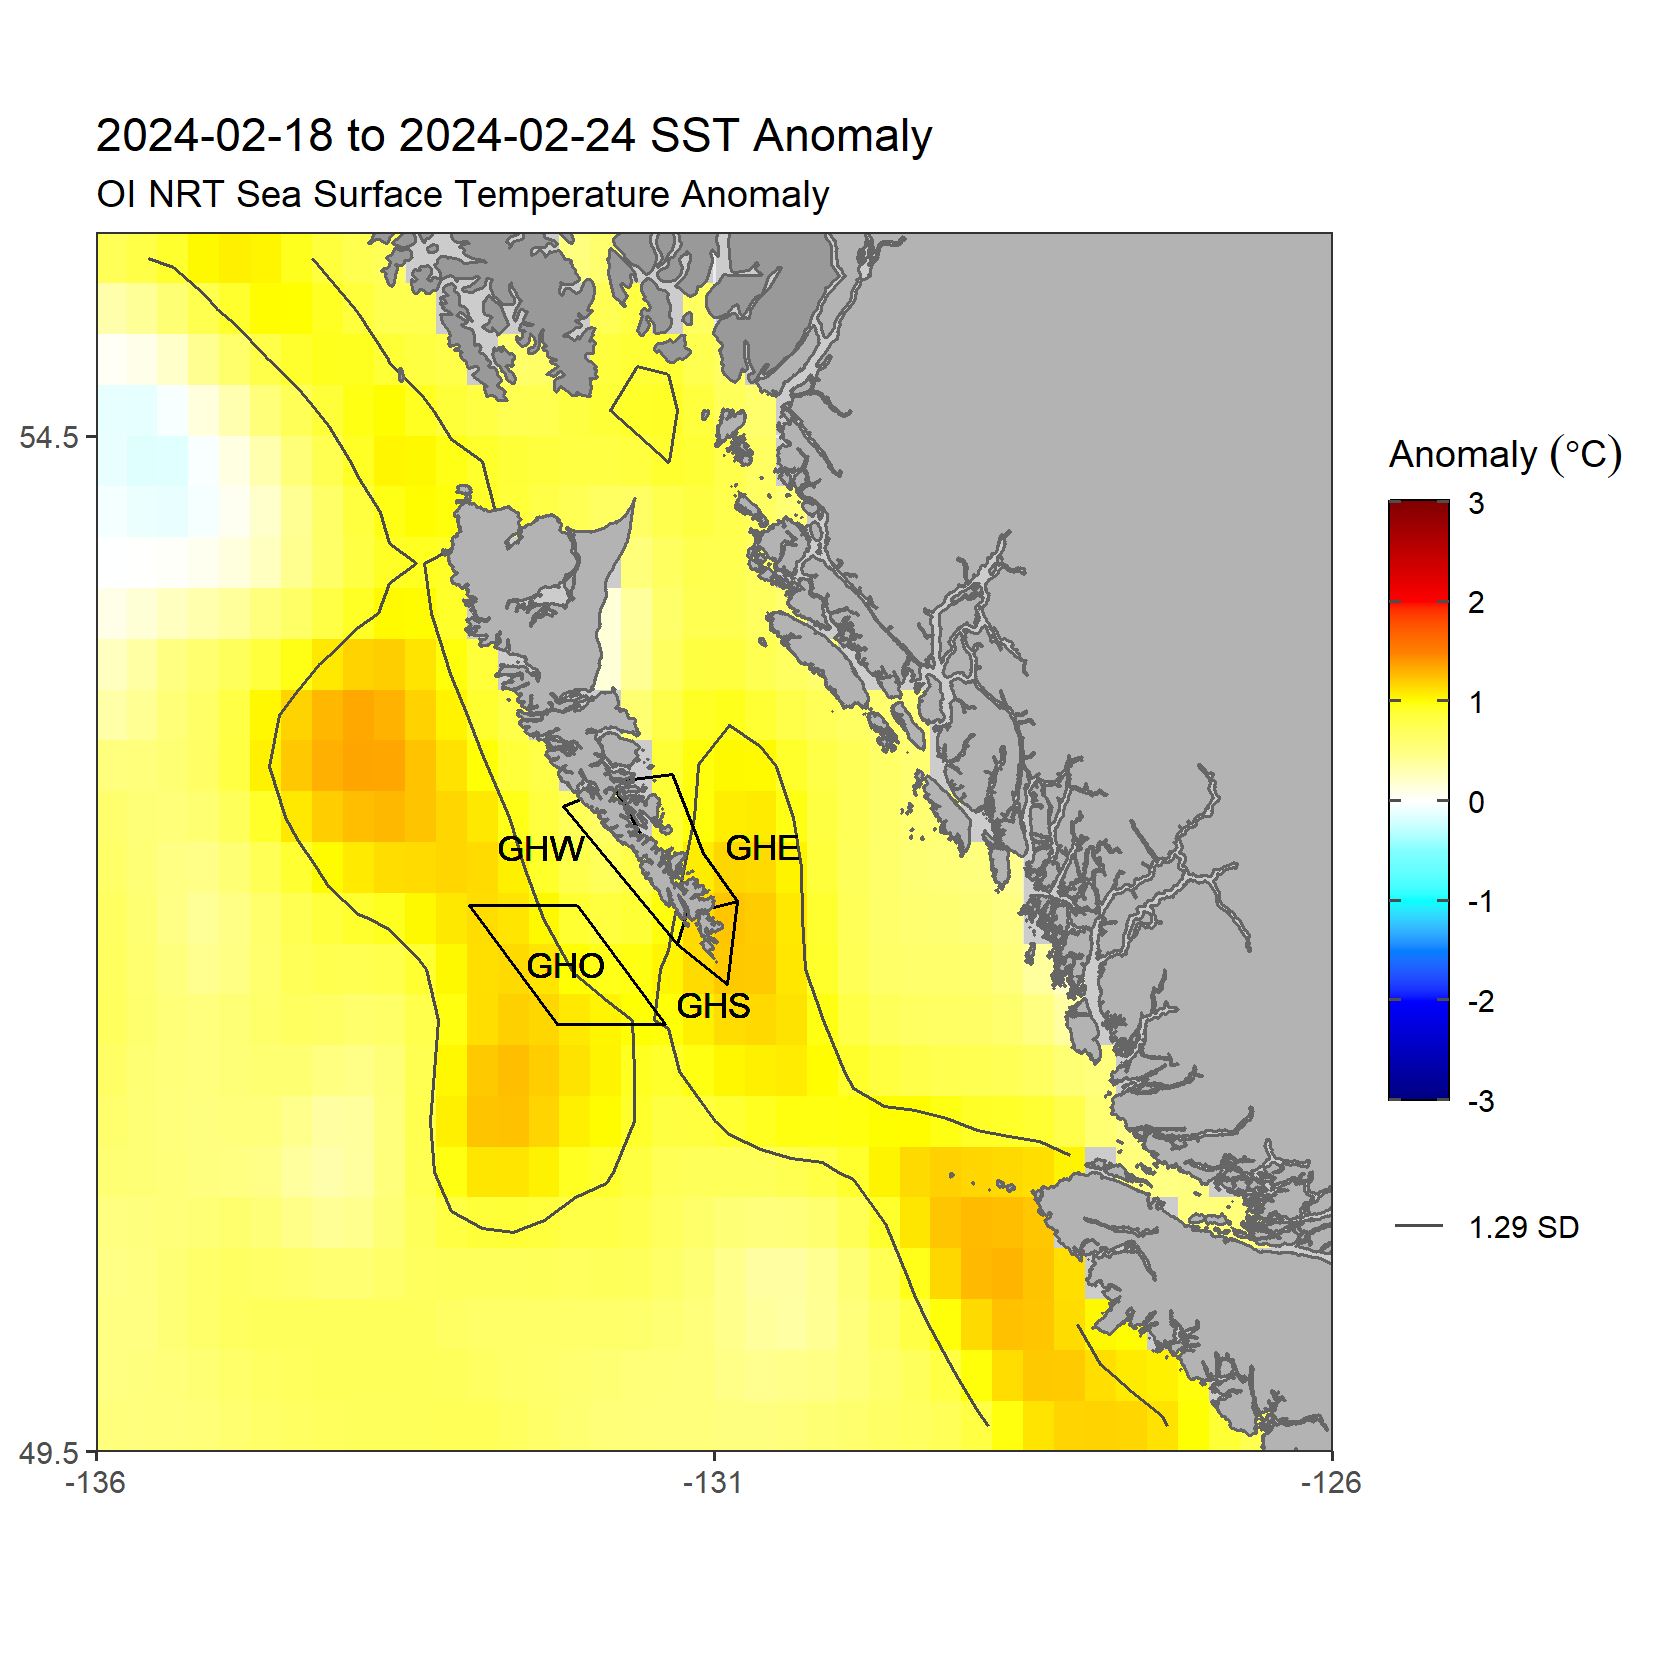 2024-02-18 to 2024-02-24 SST Anomaly
OI NRT Sea Surface Temperature Anomaly
54.5
49.5
-136
-131
-126
GHW
GHE
GHO
GHS
Anomaly (°C)
3
2
1
0
-1
-2
-3
1.29 SD